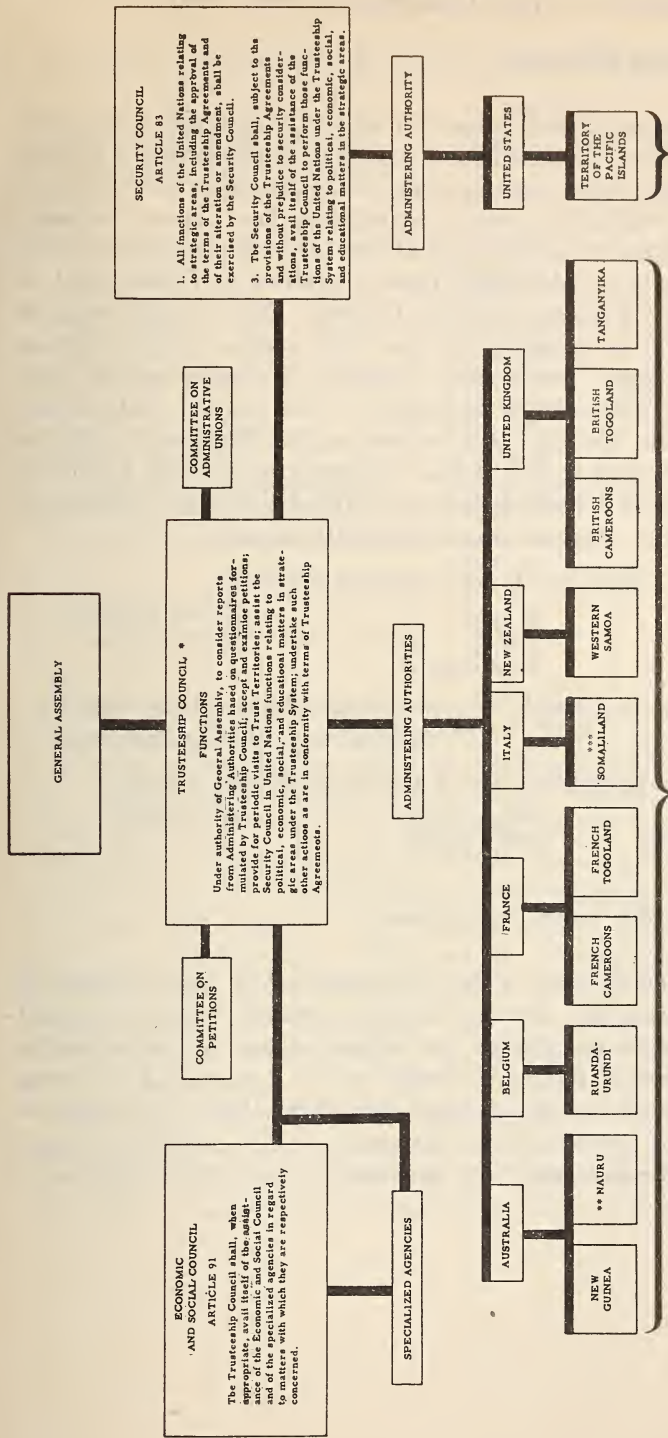 GENERAL ASSEMBLY
ECONOMIC
AND SOCIAL COUNCIL
ARTICLE 91
Tbe Trusteeship Council shall, when
appropriate, avail itself of the assist-
ance of the Economic and Social Council
and of the specialized agencies in regard
to matters with which they are respectively
concerned.
SPECIALIZED AGENCIES
COMMITTEE ON
PETITIONS
TRUSTEESHIP COUNCIL *
FUNCTIONS
Under authority of Geoeral Assembly, to consider reports
from Administering Authorities based on questionnaires for-
mulated by Trusteeship Council; accept and examioe petitions;
provide for periodic visits to Trust Territories; assist the
Security Council in United Nations functions relating to
political, economic, social, and educatiooal matters in strate-
gic areas under the Trusteeship System; undertake such
other actioos as are in conformity with terms of Trusteeship
Agreemeots.
COMMITTEE ON
ADMINISTRATIVE
UNIONS
SECURITY COUNCIL
ARTICLE 83
1. All fnnctions of the United Nations relating
to strategic areas, including the approval of
the terms of the Trusteeship Agreements and
of their alteration or amendment, shall be
exercised by the Security Council.
3. Tbe Security Council shall, subject to the
provisions of the Trusteeship Agreements
and without prejudice to security consider-
ations, avail itself of the assistance of the
Trusteeship Council to perform those func-
tions of the United Nations under the Trusteeship
System relating to political, economic, social,
and educational matters in the strategic areas.
ADMINISTERING AUTHORITIES
ADMINISTERING AUTHORITY
AUSTRALIA
BELGIUM
FRANCE
ITALY
NEW ZEALAND
UNITED KINGDOM
UNITED STATES
NEW
GUINEA
** NAURU
RUANDA-
URUNDI
FRENCH
CAMEROONS
FRENCH
TOGOLAND
***
SOMALILAND
WESTERN
SAMOA
BRITISH
CAMEROONS
BRITISH
TOGOLAND
TANGANYIKA
TERRITORY
OF THE
PACIFIC
ISLANDS